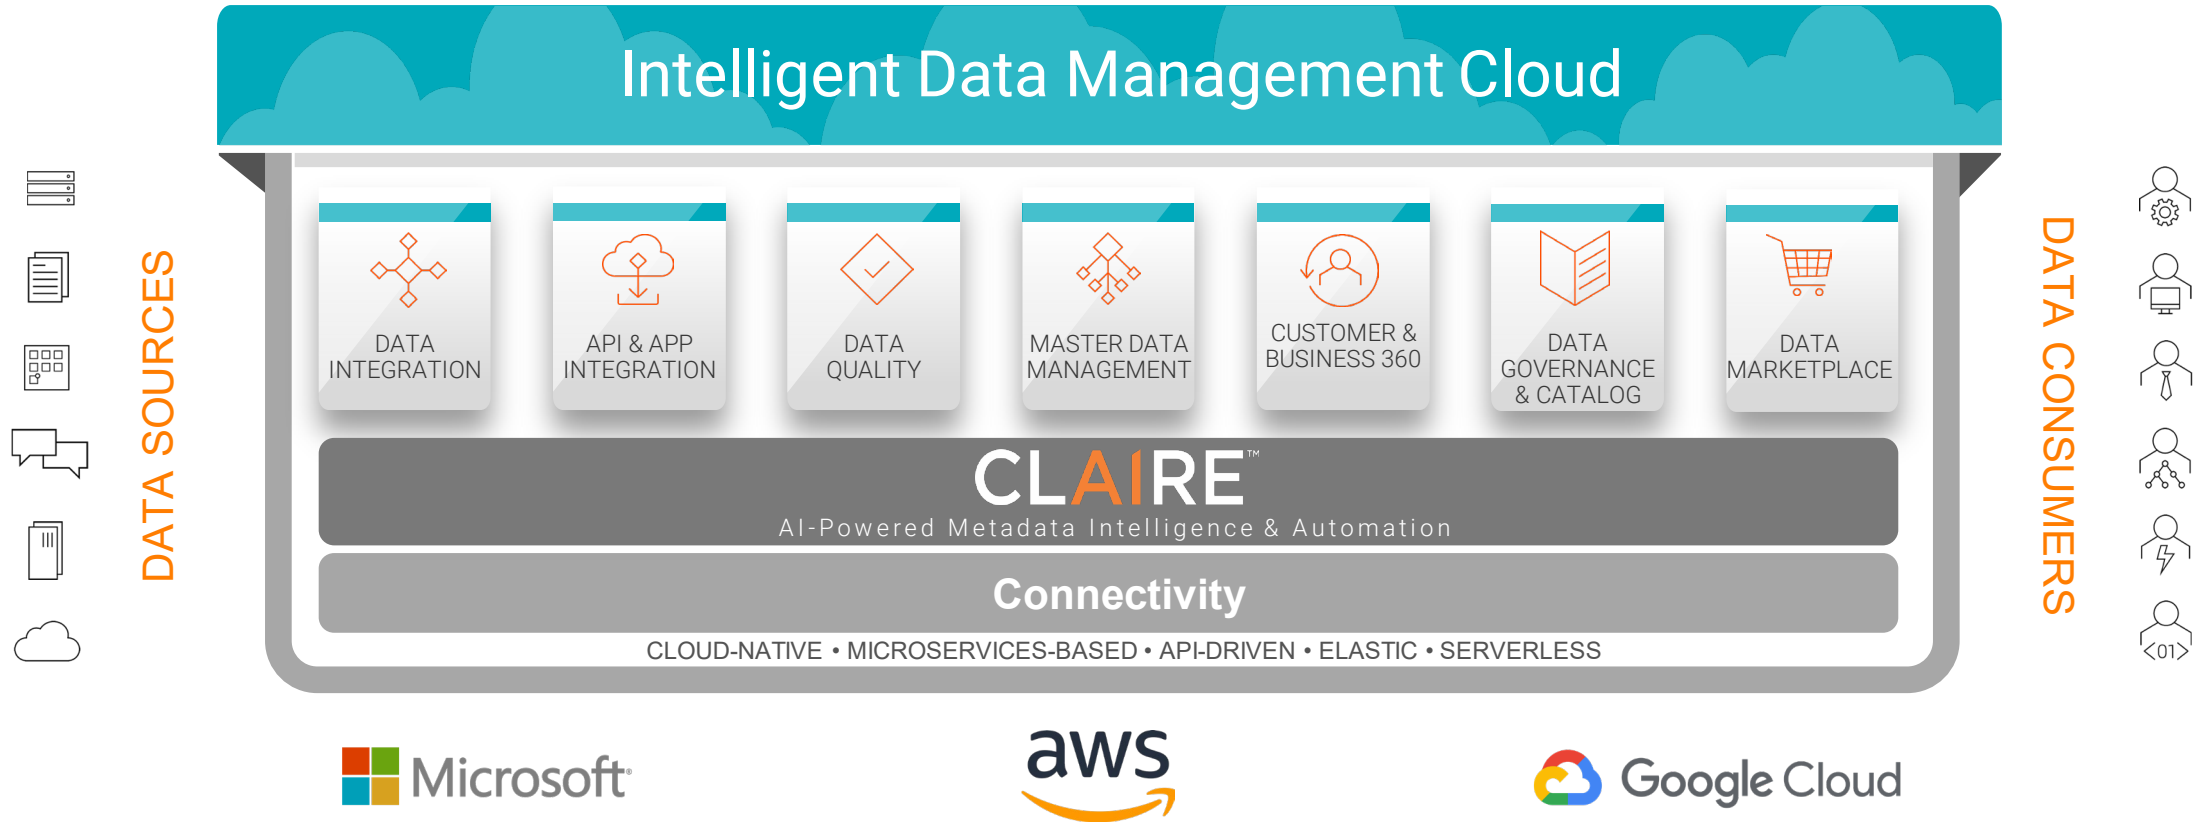 Intelligent Data Management Cloud
DATA SOURCES
DATA
INTEGRATION
API & APP
INTEGRATION
DATA
QUALITY
MASTER DATA
MANAGEMENT
CUSTOMER &
BUSINESS 360
DATA
GOVERNANCE
& CATALOG
DATA
MARKETPLACE
CLAIRE™
AI-Powered Metadata Intelligence & Automation
Connectivity
CLOUD-NATIVE • MICROSERVICES-BASED • API-DRIVEN • ELASTIC • SERVERLESS
DATA CONSUMERS
<01>
Microsoft
aws
Google Cloud